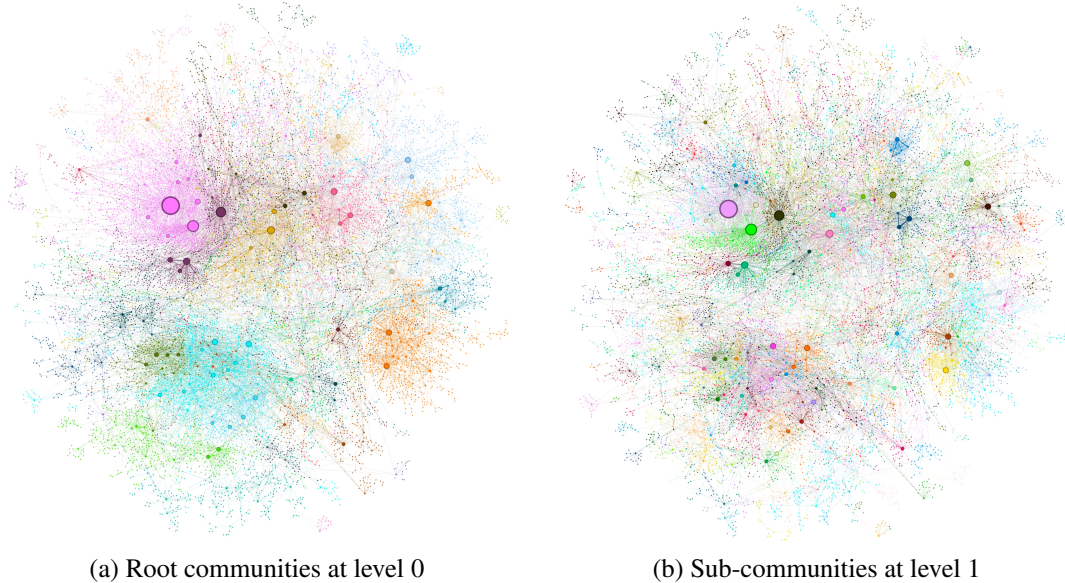 (a) Root communities at level 0
(b) Sub-communities at level 1